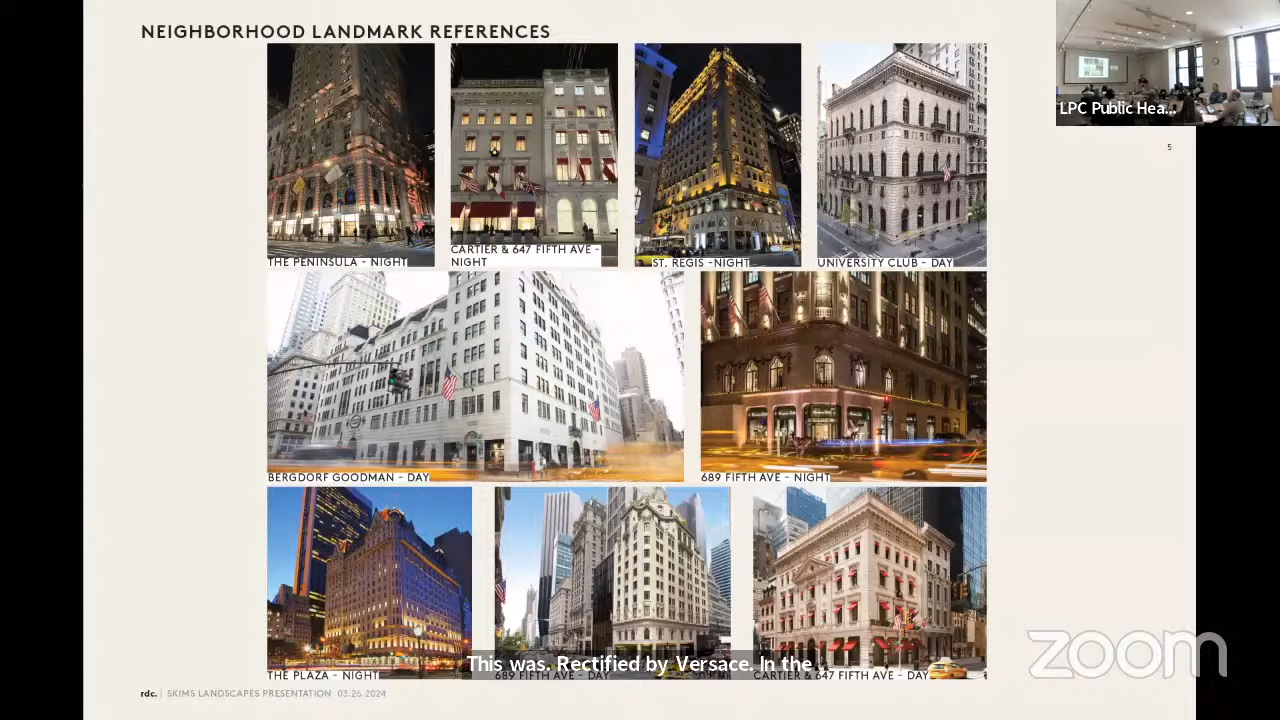 NEIGHBORHOOD LANDMARK REFERENCES
LPC Public Hea...
5
THE PENINSULA - NIGHT
CARTIER & 647 FIFTH AVE -
NIGHT
ST. REGIS -NIGHT
UNIVERSITY CLUB - DAY
BERGDORF GOODMAN - DAY
689 FIFTH AVE - NIGHT
This was. Rectified by Versace. In the ...
THE PLAZA - NIGHT
689 FIFTH AVE - DAY
CARTIER & 647 FIFTH AVE - DAY
rdc. | SKIMS LANDSCAPES PRESENTATION 03.26.2024
zoom